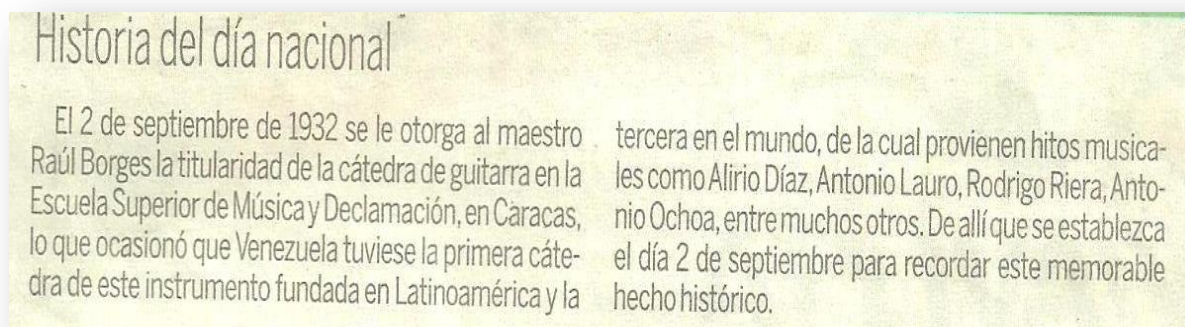 Historia del día nacional
El 2 de septiembre de 1932 se le otorga al maestro
Raúl Borges la titularidad de la cátedra de guitarra en la
Escuela Superior de Música y Declamación, en Caracas,
lo que ocasionó que Venezuela tuviese la primera cáte-
dra de este instrumento fundada en Latinoamérica y la
tercera en el mundo, de la cual provienen hitos musica-
les como Alirio Díaz, Antonio Lauro, Rodrigo Riera, Anto-
nio Ochoa, entre muchos otros. De allí que se establezca
el día 2 de septiembre para recordar este memorable
hecho histórico.